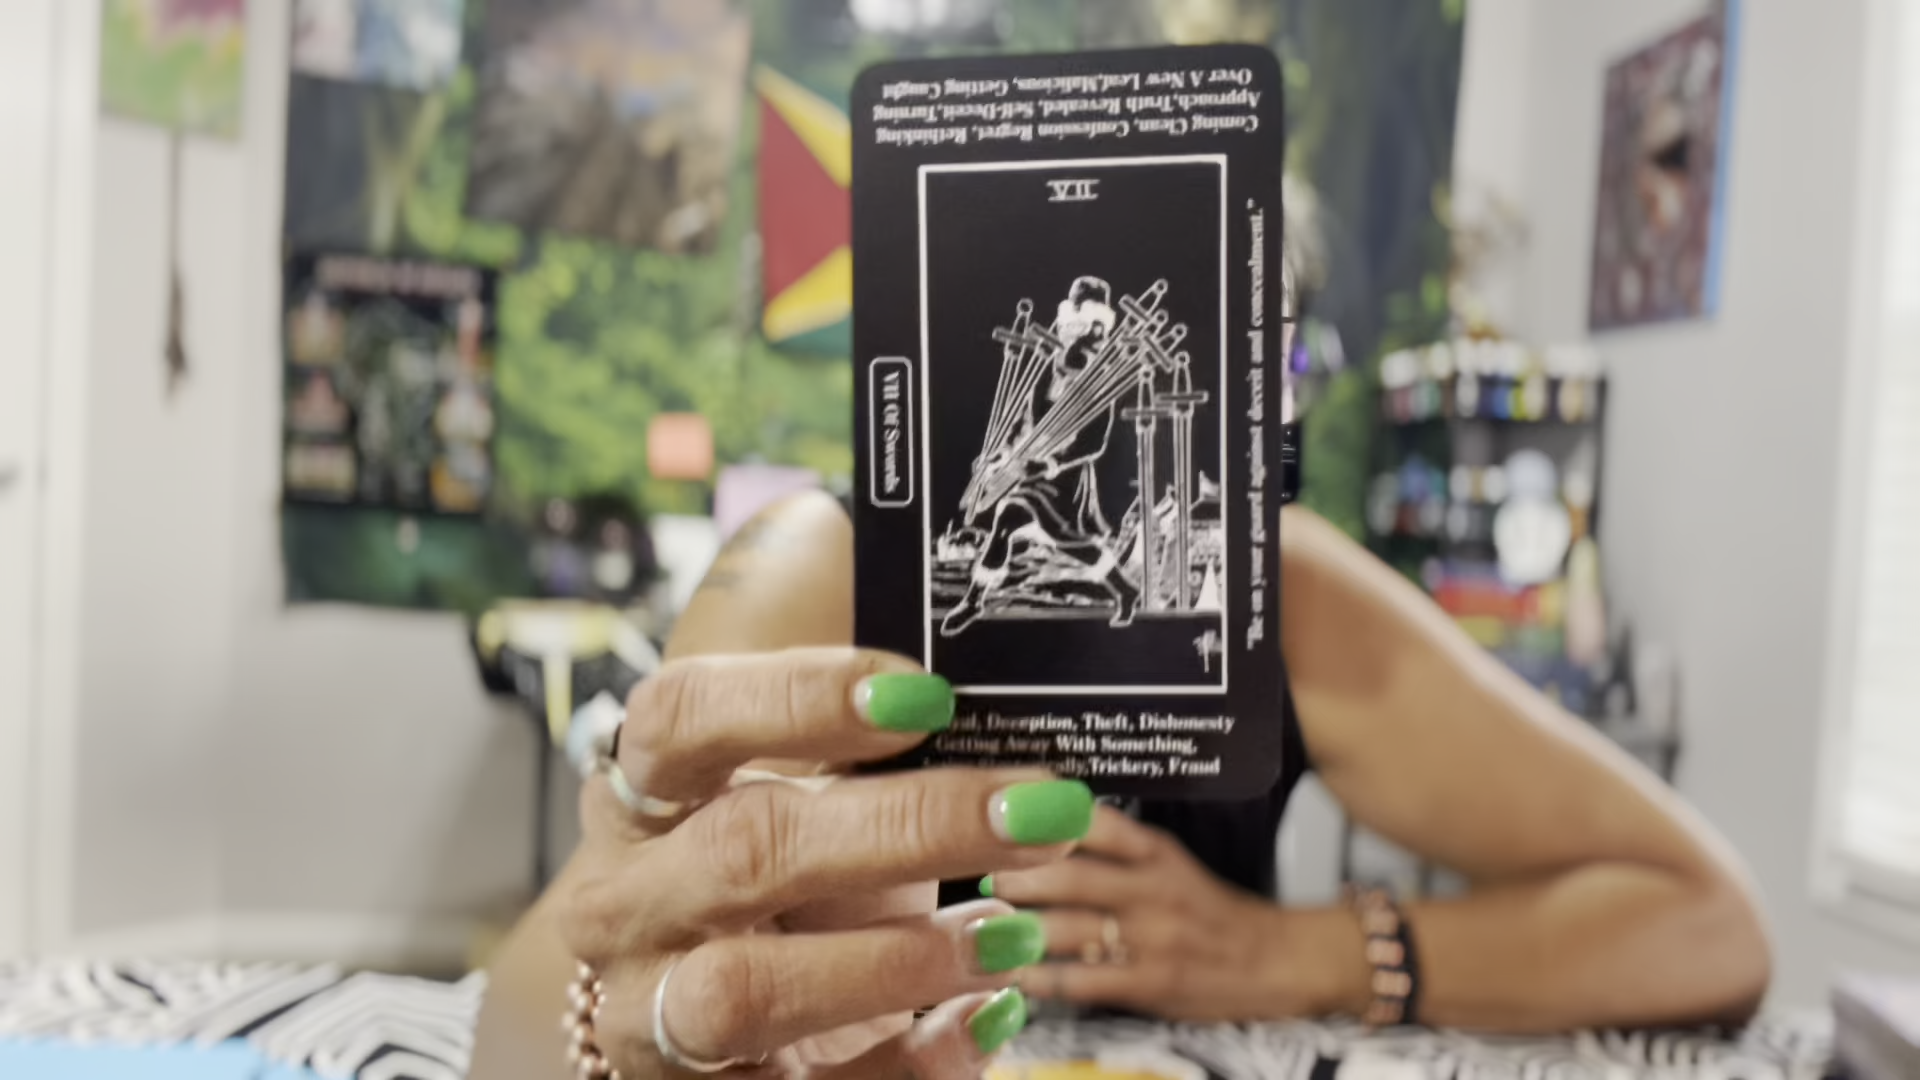 Over A New Leaf,Malicious, Getting Caught
Approach,Truth Revealed, Self-Deceit,Turning
Coming Clean, Confession Regret, Rethinking
VII
VII Of Swords
"Be on your guard against deceit and concealment."
Deception, Theft, Dishonesty
Getting Away With Something,
Trickery, Fraud